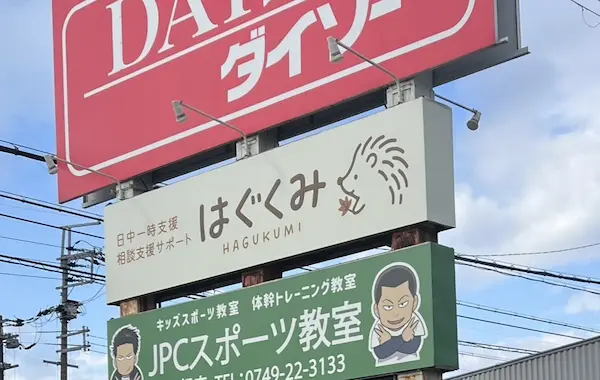 ダイソー
日中一時支援
相談支援サポート
はぐくみ
HAGUKUMI
キッズスポーツ教室 体幹トレーニング教室
JPCスポーツ教室
TEL:0749-22-3133